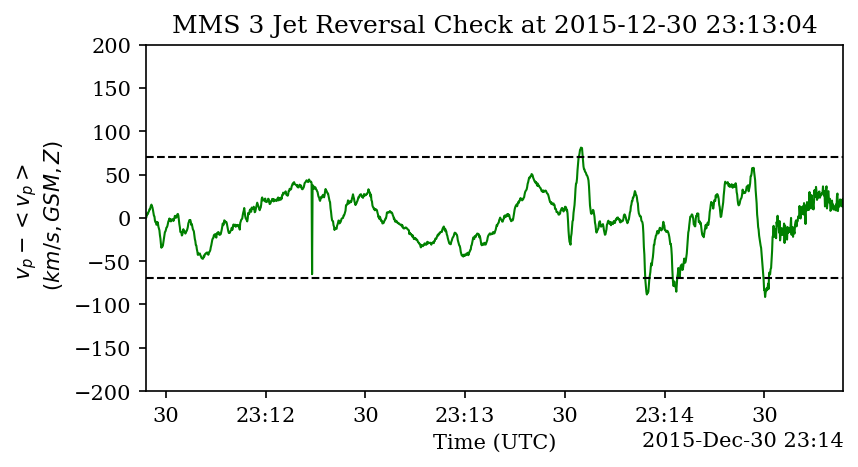 MMS 3 Jet Reversal Check at 2015-12-30 23:13:04
200
150
100
50
0
−50
−100
−150
−200
v_p − < v_p >
(km/s, GSM, Z)
30 23:12 30 23:13 30 23:14 30
Time (UTC)
2015-Dec-30 23:14